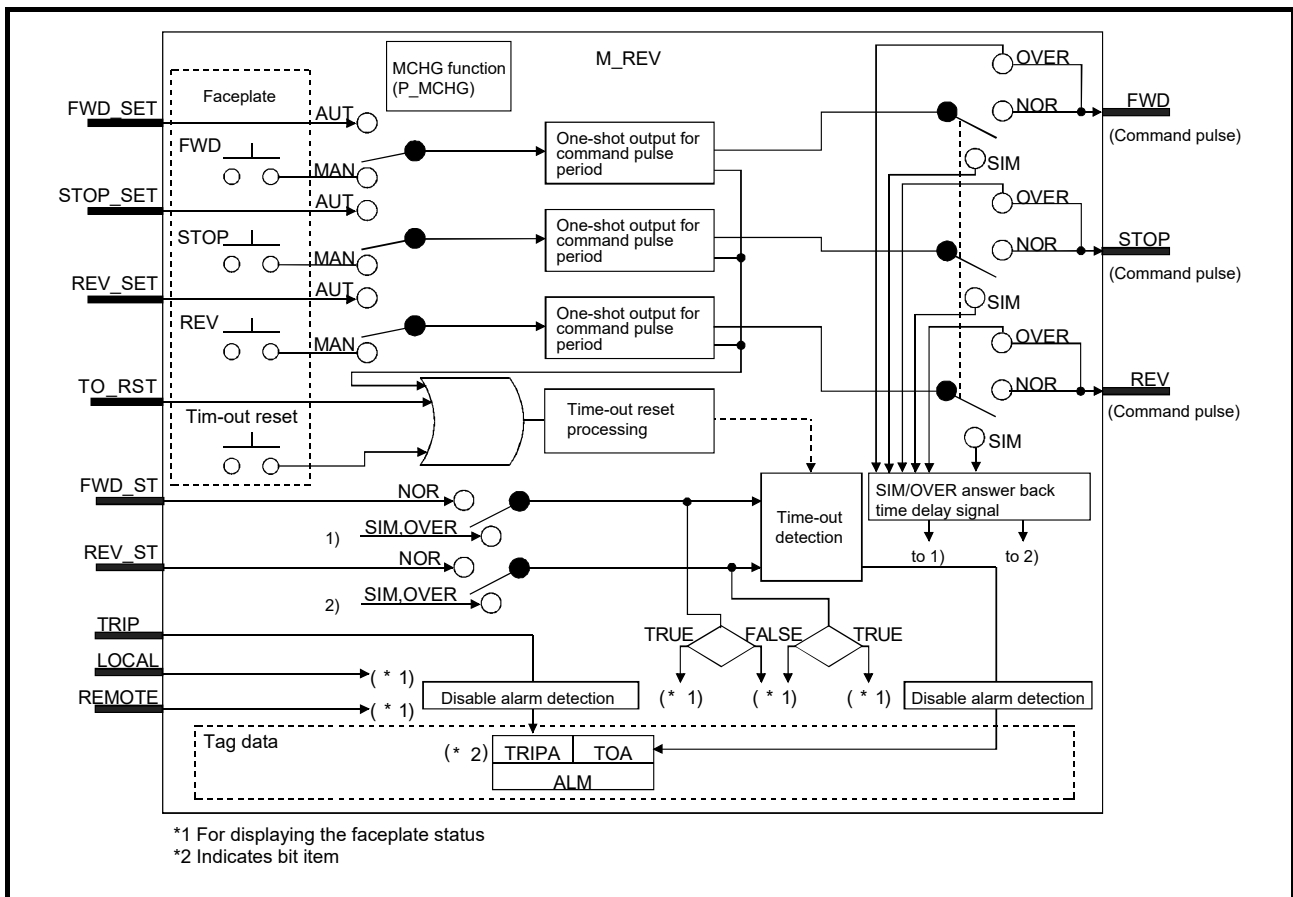 M_REV
MCHG function
(P_MCHG)
Faceplate
FWD_SET
AUT
FWD
MAN
STOP_SET
AUT
STOP
MAN
REV_SET
AUT
REV
MAN
TO_RST
Tim-out reset
One-shot output for
command pulse
period
One-shot output for
command pulse
period
One-shot output for
command pulse
period
Time-out reset
processing
OVER
NOR
FWD
(Command pulse)
SIM
OVER
NOR
STOP
(Command pulse)
SIM
OVER
NOR
REV
(Command pulse)
SIM
SIM/OVER answer back
time delay signal
to 1)
to 2)
FWD_ST
NOR
1)
SIM,OVER
REV_ST
NOR
2)
SIM,OVER
Time-out
detection
TRIP
LOCAL
( * 1)
REMOTE
( * 1)
TRUE
FALSE
TRUE
( * 1)
( * 1)
( * 1)
Disable alarm detection
Disable alarm detection
Tag data
( * 2)
TRIPA
TOA
ALM
*1 For displaying the faceplate status
*2 Indicates bit item